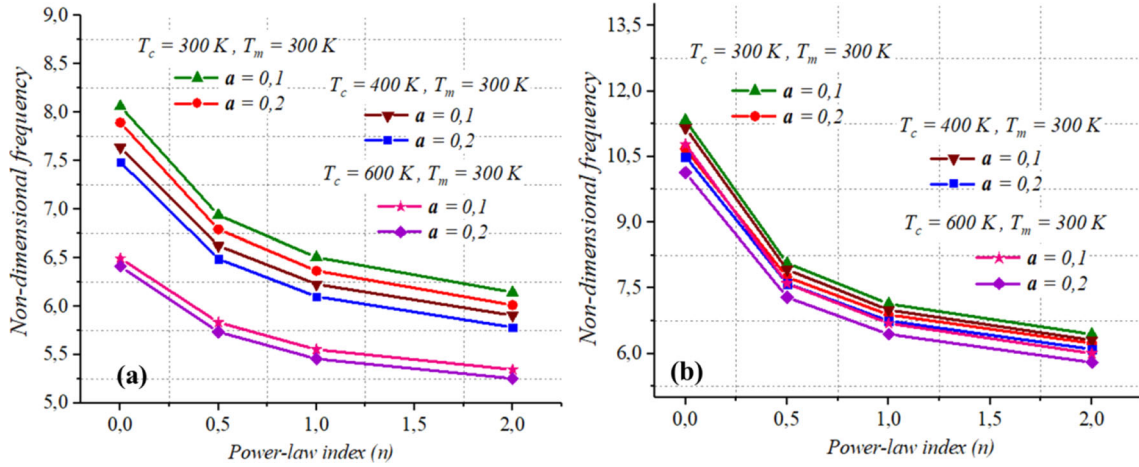 9,0
8,5
8,0
7,5
7,0
6,5
6,0
5,5
5,0
Non-dimensional frequency
T_c = 300 K , T_m = 300 K
a = 0,1
a = 0,2
T_c = 400 K , T_m = 300 K
a = 0,1
a = 0,2
T_c = 600 K , T_m = 300 K
a = 0,1
a = 0,2
(a)
0,0 0,5 1,0 1,5 2,0
Power-law index (n)
13,5
12,0
10,5
9,0
7,5
6,0
Non-dimensional frequency
T_c = 300 K , T_m = 300 K
a = 0,1
a = 0,2
T_c = 400 K , T_m = 300 K
a = 0,1
a = 0,2
T_c = 600 K , T_m = 300 K
a = 0,1
a = 0,2
(b)
0,0 0,5 1,0 1,5 2,0
Power-law index (n)